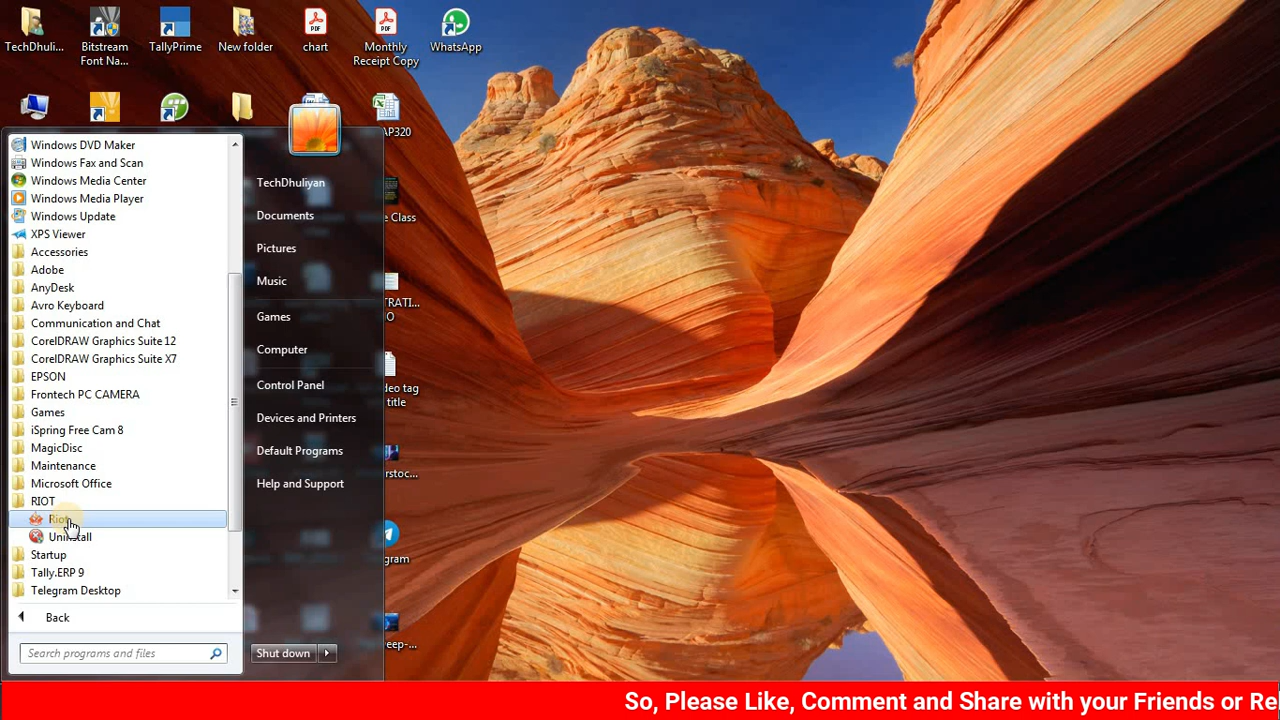 TechDhuli...
Bitstream
Font Na...
TallyPrime
New folder
chart
Monthly
Receipt Copy
WhatsApp
AP320
e Class
TRATI...
O
deo tag
title
rstoc...
gram
eep-...
Windows DVD Maker
Windows Fax and Scan
Windows Media Center
Windows Media Player
Windows Update
XPS Viewer
Accessories
Adobe
AnyDesk
Avro Keyboard
Communication and Chat
CorelDRAW Graphics Suite 12
CorelDRAW Graphics Suite X7
EPSON
Frontech PC CAMERA
Games
iSpring Free Cam 8
MagicDisc
Maintenance
Microsoft Office
RIOT
Riot
Uninstall
Startup
Tally.ERP 9
Telegram Desktop
Back
Search programs and files
TechDhuliyan
Documents
Pictures
Music
Games
Computer
Control Panel
Devices and Printers
Default Programs
Help and Support
Shut down
So, Please Like, Comment and Share with your Friends or Re